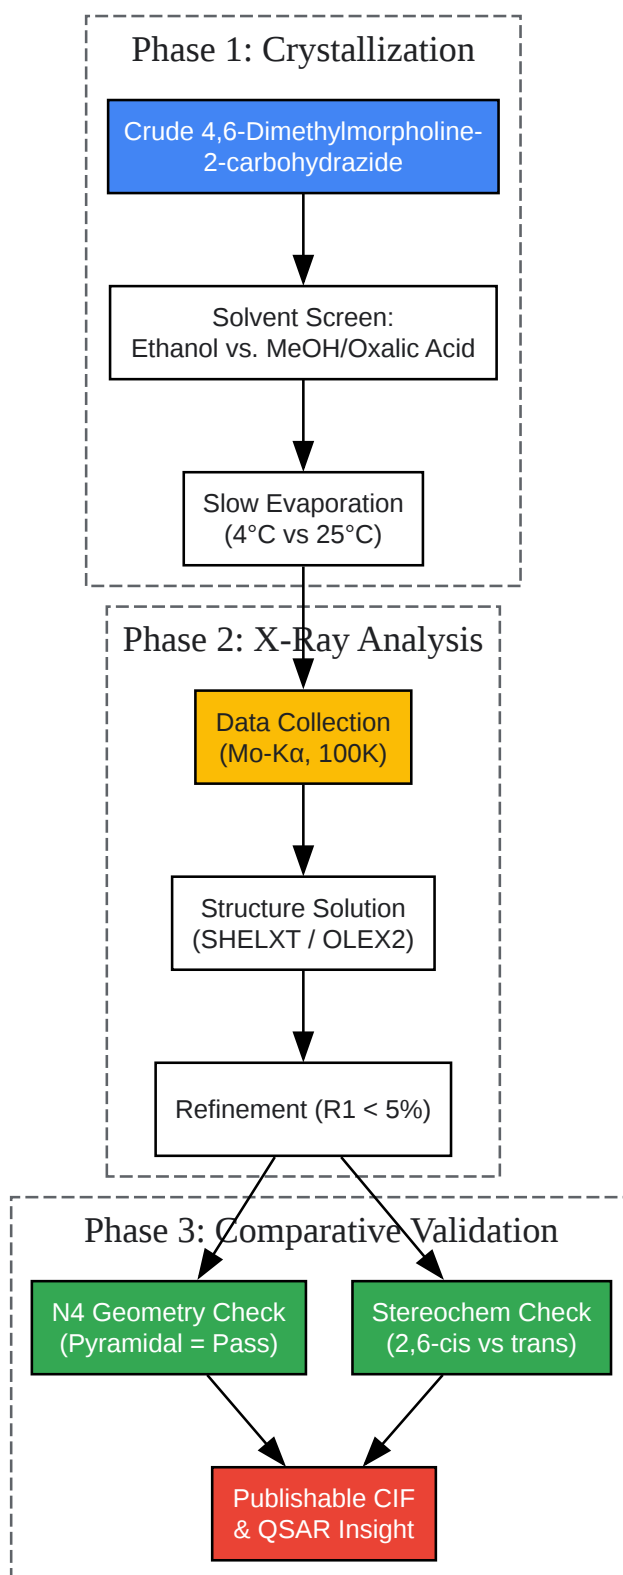 Phase 1: Crystallization
Crude 4,6-Dimethylmorpholine-
2-carbohydrazide
Solvent Screen:
Ethanol vs. MeOH/Oxalic Acid
Slow Evaporation
(4°C vs 25°C)
Phase 2: X-Ray Analysis
Data Collection
(Mo-Kα, 100K)
Structure Solution
(SHELXT / OLEX2)
Refinement (R1 < 5%)
Phase 3: Comparative Validation
N4 Geometry Check
(Pyramidal = Pass)
Stereochem Check
(2,6-cis vs trans)
Publishable CIF
& QSAR Insight